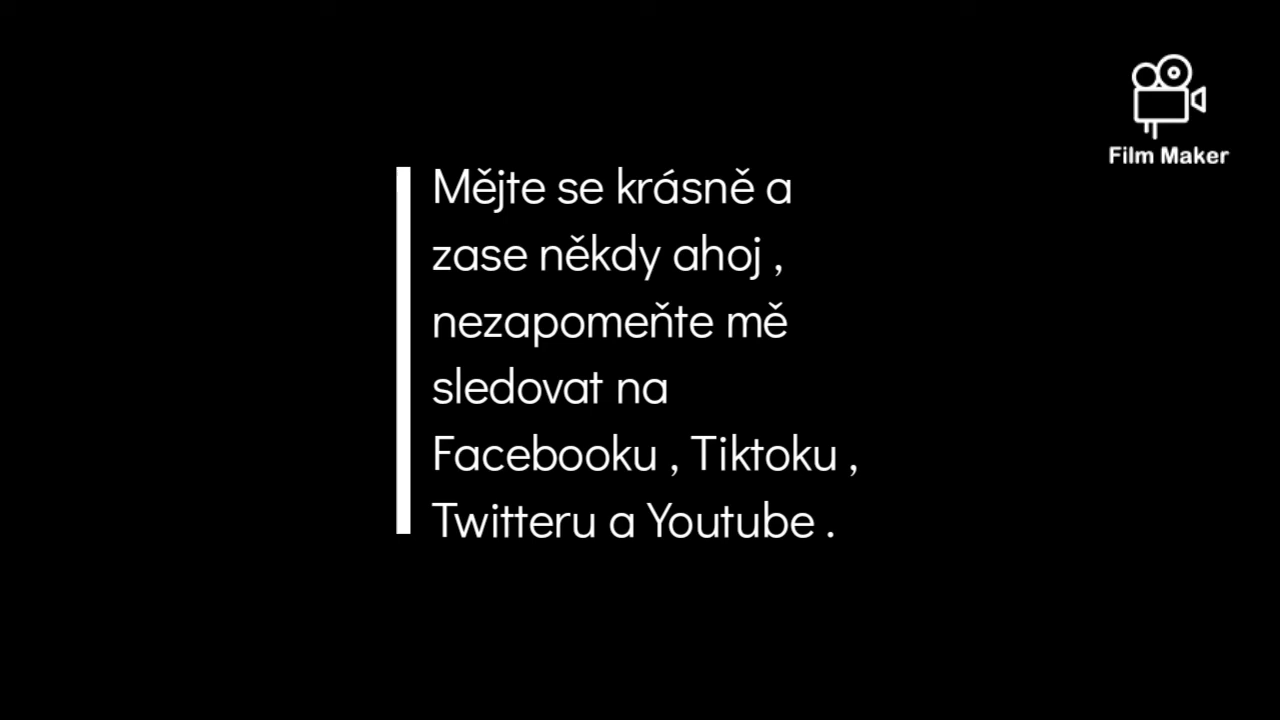 Film Maker
Mějte se krásně a
zase někdy ahoj ,
nezapomeňte mě
sledovat na
Facebooku , Tiktoku ,
Twitteru a Youtube .